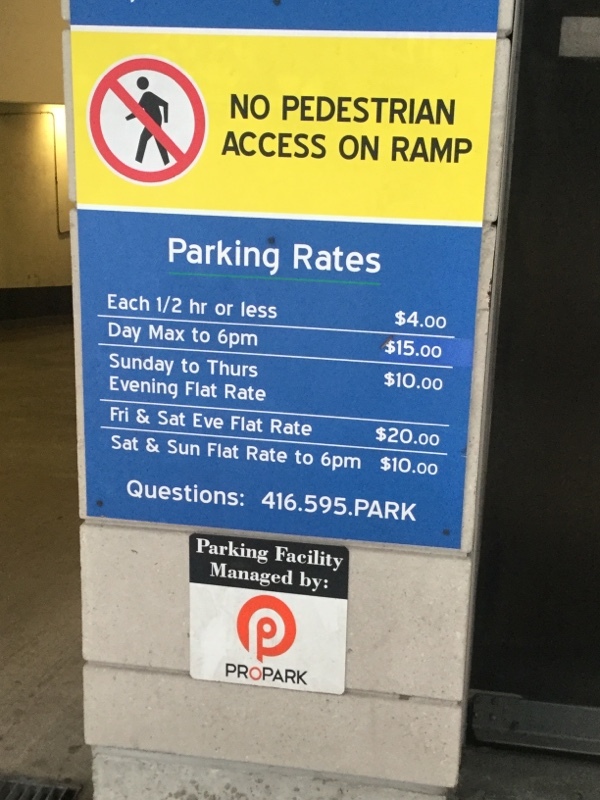 NO PEDESTRIAN
ACCESS ON RAMP
Parking Rates
Each 1/2 hr or less $4.00
Day Max to 6pm $15.00
Sunday to Thurs
Evening Flat Rate $10.00
Fri & Sat Eve Flat Rate $20.00
Sat & Sun Flat Rate to 6pm $10.00
Questions: 416.595.PARK
Parking Facility
Managed by:
PROPARK